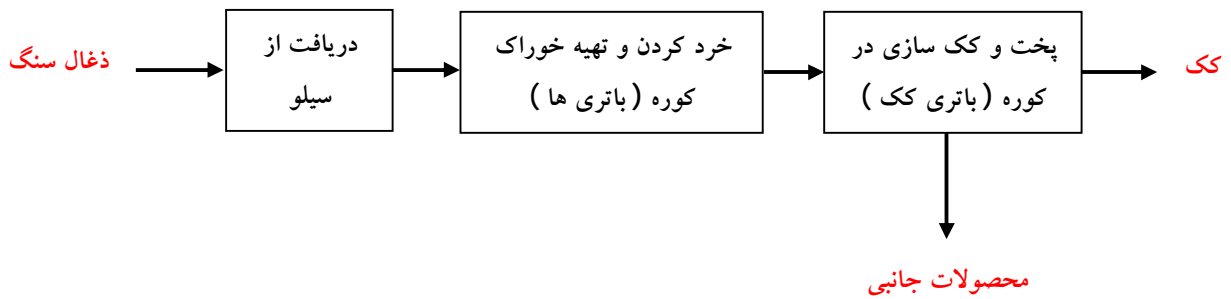 ذغال سنگ
دریافت از
سیلو
خرد کردن و تهیه خوراک
کوره ( باتری ها )
پخت و کک سازی در
کوره ( باتری کک )
کک
محصولات جانبی